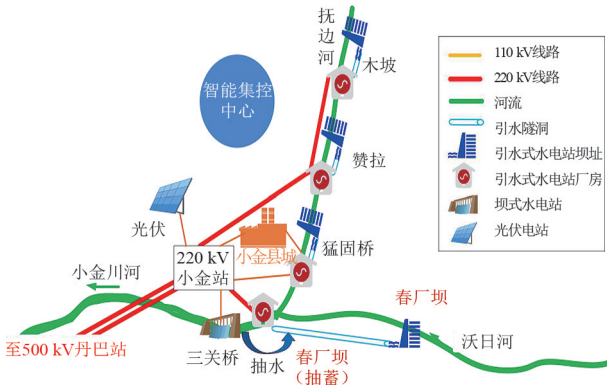 抚边河
木坡
智能集控
中心
赞拉
光伏
小金县城
猛固桥
220 kV
小金站
小金川河
至500 kV丹巴站
三关桥
抽水
春厂坝
（抽蓄）
春厂坝
沃日河
110 kV线路
220 kV线路
河流
引水隧洞
引水式水电站坝址
引水式水电站厂房
坝式水电站
光伏电站